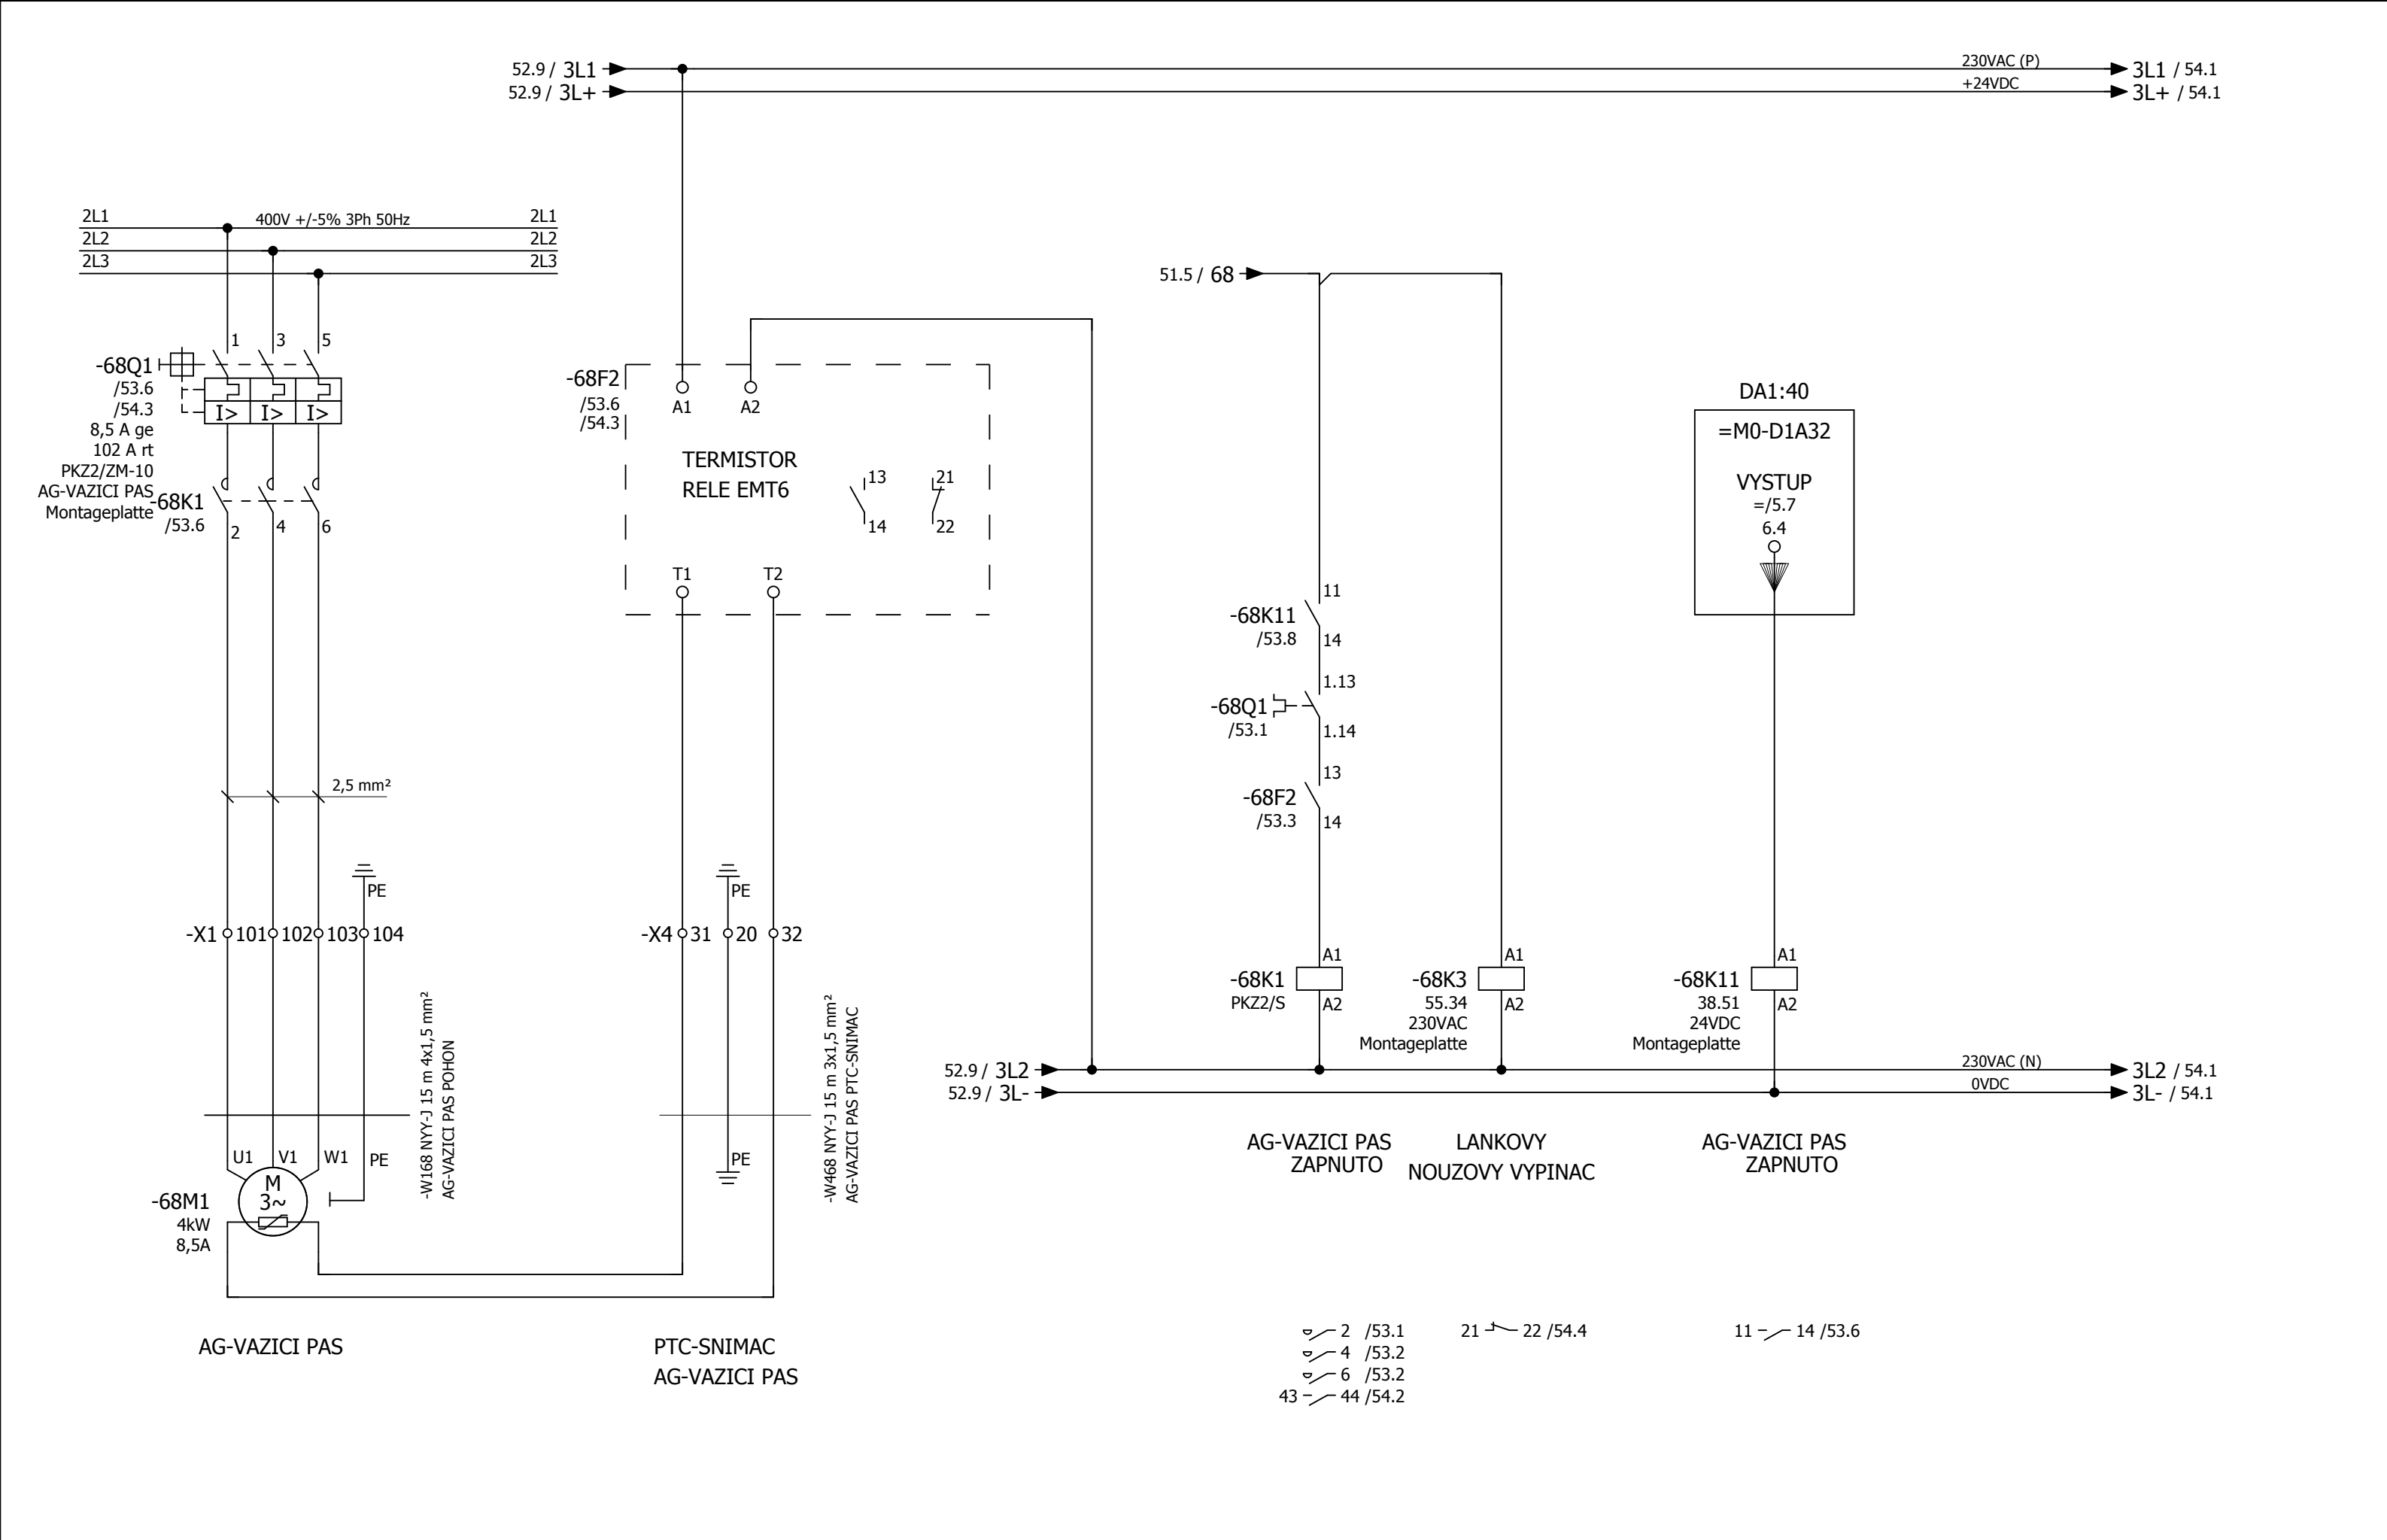 52.9 / 3L1
230VAC (P)
3L1 / 54.1
52.9 / 3L+
+24VDC
3L+ / 54.1
2L1
400V +/-5% 3Ph 50Hz
2L1
2L2
2L2
2L3
2L3
1
3
5
-68Q1
/53.6
/54.3
8,5 A ge
102 A rt
PKZ2/ZM-10
AG-VAZICI PAS
Montageplatte
I>
I>
I>
-68K1
/53.6
2
4
6
2,5 mm²
PE
-X1
101
102
103
104
-W168 NYY-J 15 m 4x1,5 mm²
AG-VAZICI PAS POHON
U1
V1
W1
PE
M
3~
-68M1
4kW
8,5A
AG-VAZICI PAS
-68F2
/53.6
/54.3
A1
A2
TERMISTOR
RELE EMT6
13
14
21
22
T1
T2
PE
-X4
31
20
32
-W468 NYY-J 15 m 3x1,5 mm²
AG-VAZICI PAS PTC-SNIMAC
PE
PTC-SNIMAC
AG-VAZICI PAS
51.5 / 68
11
-68K11
/53.8
14
1.13
-68Q1
/53.1
1.14
13
-68F2
/53.3
14
A1
-68K1
PKZ2/S
A2
A1
-68K3
55.34
230VAC
Montageplatte
A2
DA1:40
=M0-D1A32
VYSTUP
=/5.7
6.4
A1
-68K11
38.51
24VDC
Montageplatte
A2
52.9 / 3L2
230VAC (N)
3L2 / 54.1
52.9 / 3L-
0VDC
3L- / 54.1
AG-VAZICI PAS
ZAPNUTO
LANKOVY
NOUZOVY VYPINAC
AG-VAZICI PAS
ZAPNUTO
2 /53.1
4 /53.2
6 /53.2
43 44 /54.2
21 22 /54.4
11 14 /53.6